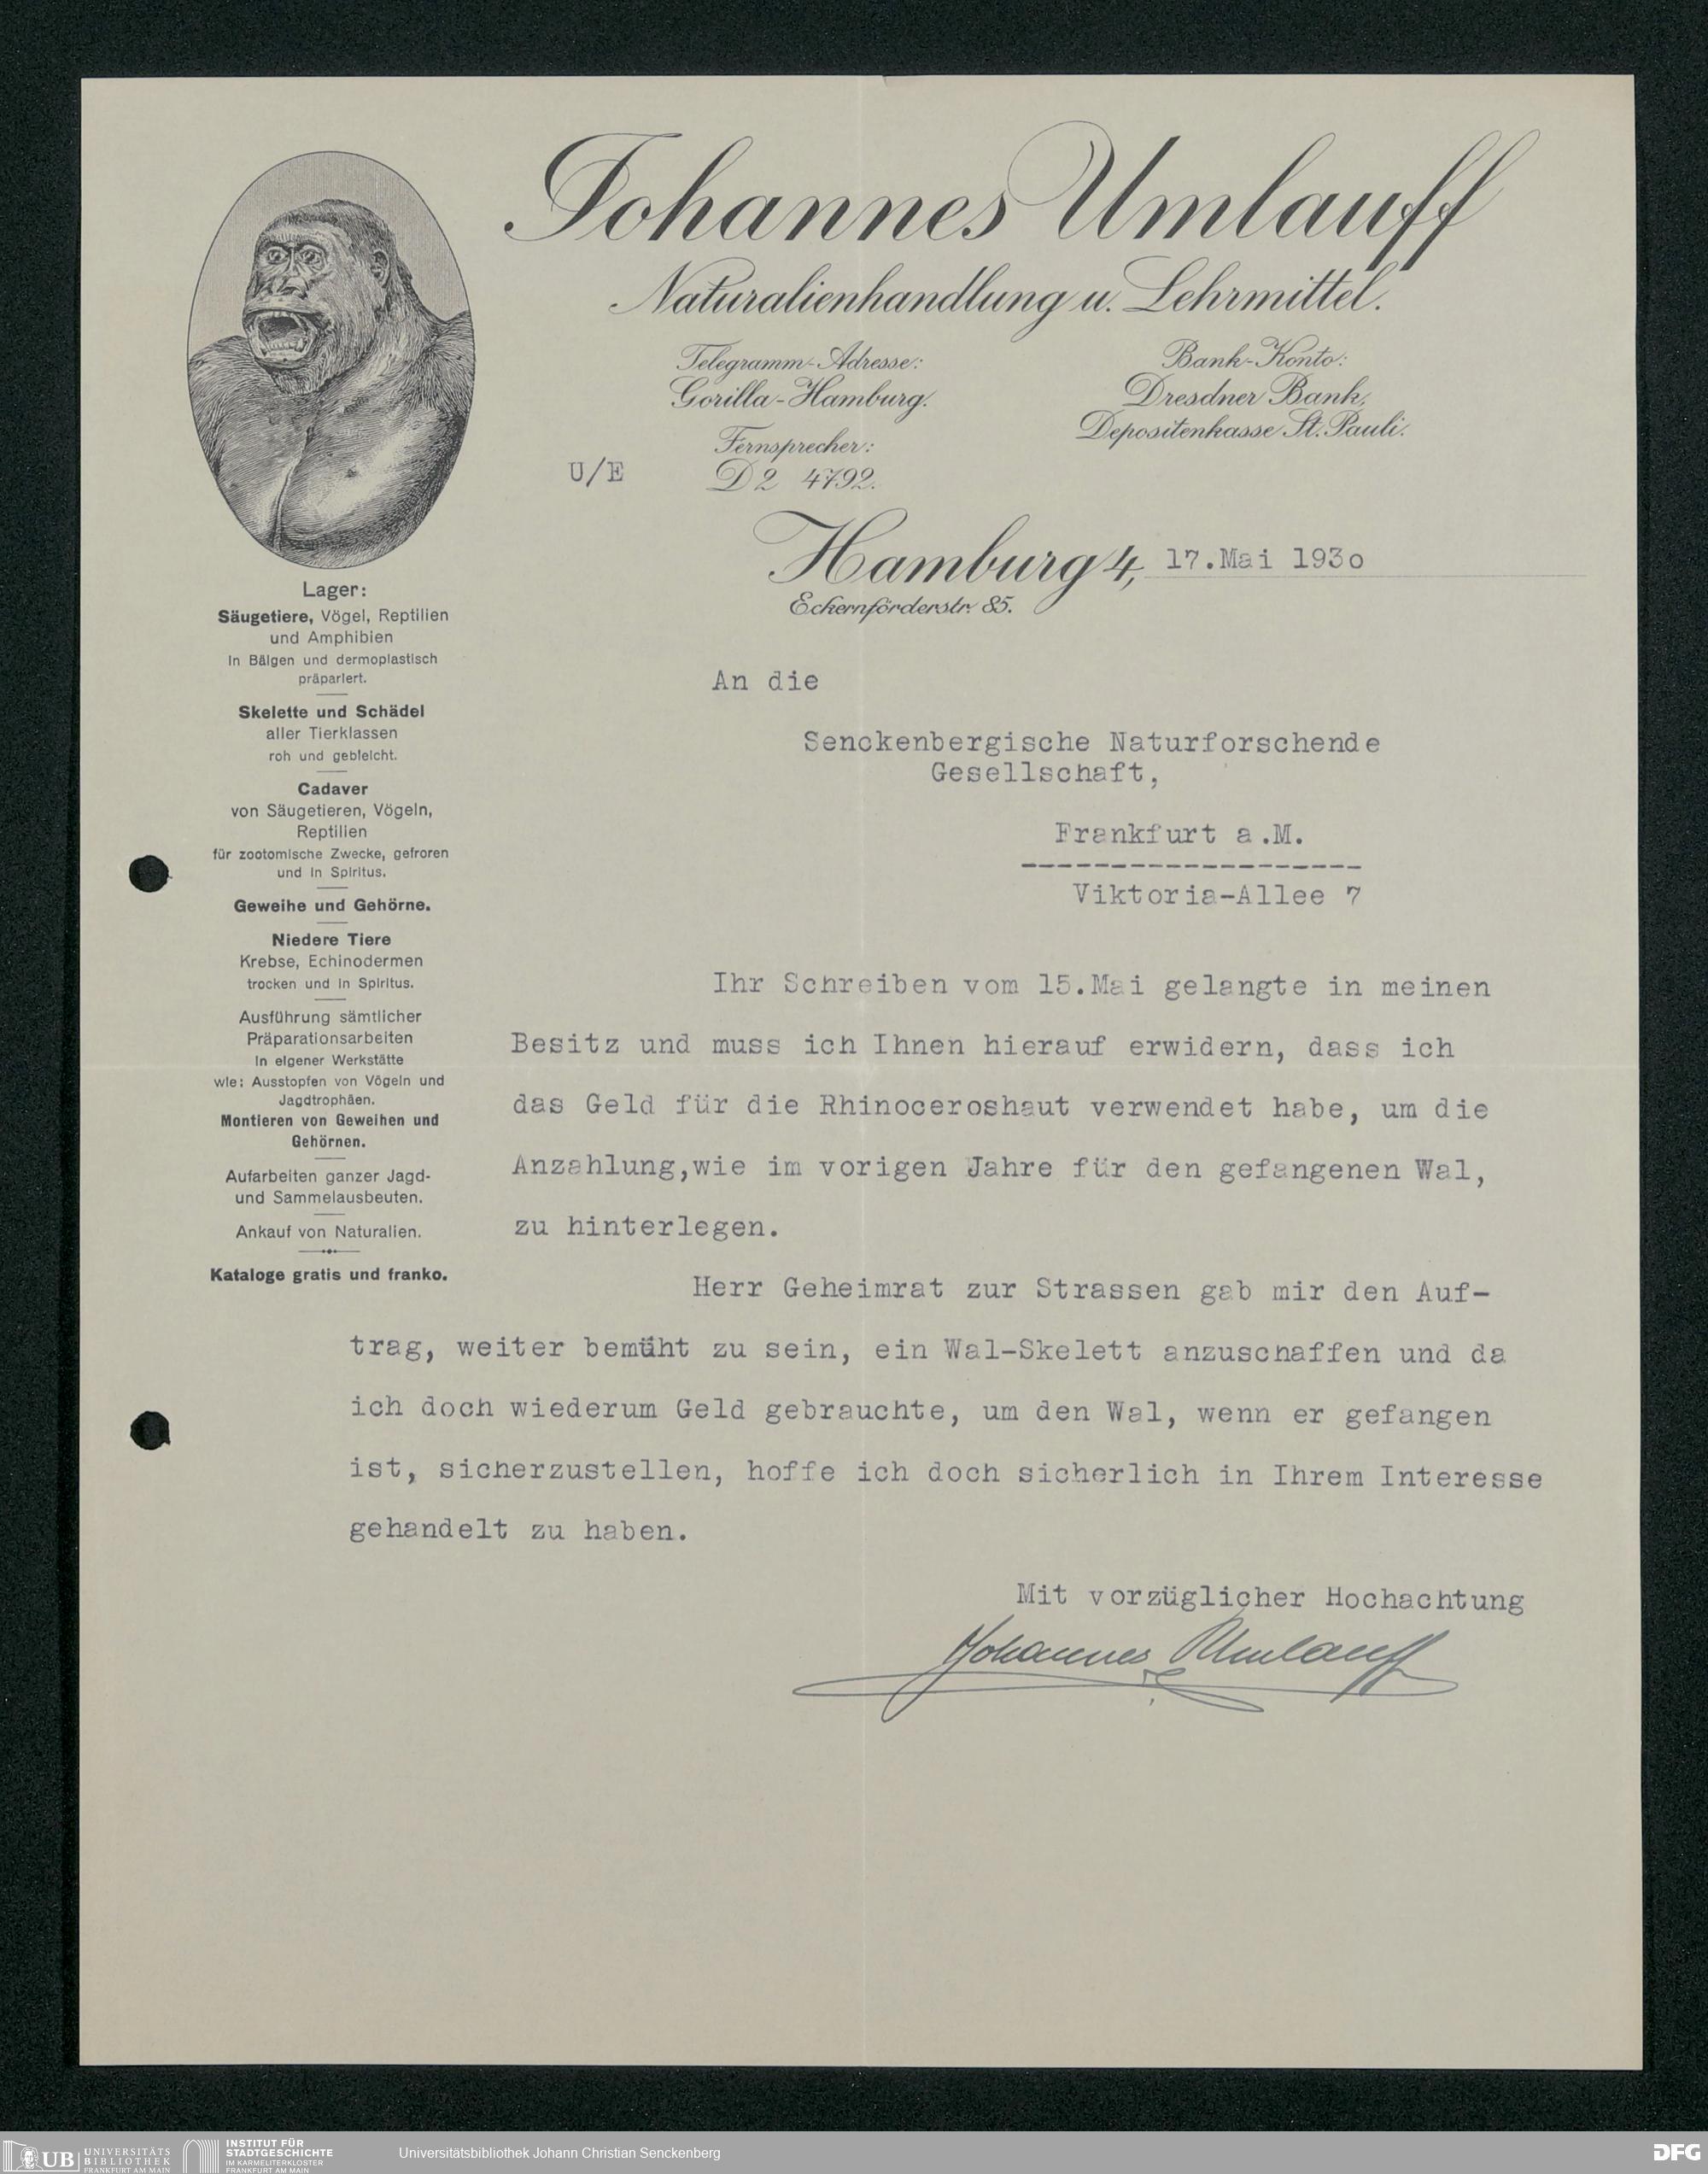 Johannes Umlauff
Naturalienhandlung u. Lehrmittel.
Telegramm-Adresse:
Gorilla-Hamburg.
Fernsprecher:
D2 4792.
Bank-Konto:
Dresdner Bank,
Depositenkasse St. Pauli.
U/E
Hamburg 4, 17.Mai 193o
Eckernförderstr. 85.
Lager:
Säugetiere, Vögel, Reptilien
und Amphibien
in Bälgen und dermoplastisch
präpariert.
Skelette und Schädel
aller Tierklassen
roh und gebleicht.
Cadaver
von Säugetieren, Vögeln,
Reptilien
für zootomische Zwecke, gefroren
und in Spiritus.
Geweihe und Gehörne.
Niedere Tiere
Krebse, Echinodermen
trocken und in Spiritus.
Ausführung sämtlicher
Präparationsarbeiten
in eigener Werkstätte
wie: Ausstopfen von Vögeln und
Jagdtrophäen.
Montieren von Geweihen und
Gehörnen.
Aufarbeiten ganzer Jagd-
und Sammelausbeuten.
Ankauf von Naturalien.
Kataloge gratis und franko.
An die
Senckenbergische Naturforschende
Gesellschaft,
Frankfurt a.M.
Viktoria-Allee 7
Ihr Schreiben vom 15.Mai gelangte in meinen
Besitz und muss ich Ihnen hierauf erwidern, dass ich
das Geld für die Rhinoceroshaut verwendet habe, um die
Anzahlung,wie im vorigen Jahre für den gefangenen Wal,
zu hinterlegen.
Herr Geheimrat zur Strassen gab mir den Auf-
trag, weiter bemüht zu sein, ein Wal-Skelett anzuschaffen und da
ich doch wiederum Geld gebrauchte, um den Wal, wenn er gefangen
ist, sicherzustellen, hoffe ich doch sicherlich in Ihrem Interesse
gehandelt zu haben.
Mit vorzüglicher Hochachtung
Johannes Umlauff
UB UNIVERSITÄTS
BIBLIOTHEK
FRANKFURT AM MAIN
INSTITUT FÜR
STADTGESCHICHTE
IM KARMELITERKLOSTER
FRANKFURT AM MAIN
Universitätsbibliothek Johann Christian Senckenberg
DFG